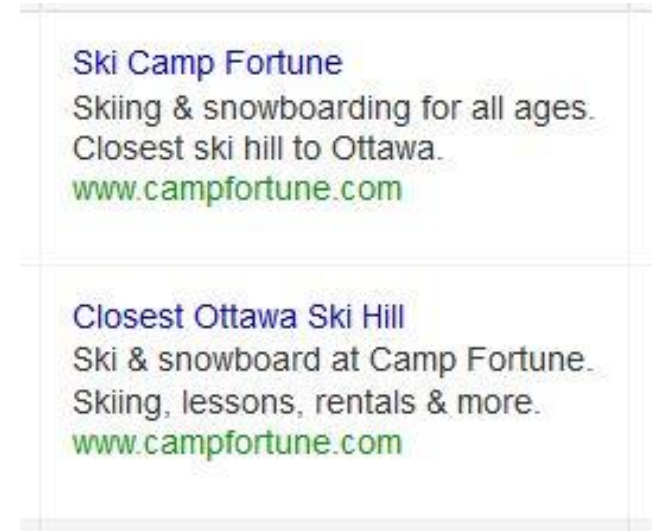 Ski Camp Fortune
Skiing & snowboarding for all ages.
Closest ski hill to Ottawa.
www.campfortune.com
Closest Ottawa Ski Hill
Ski & snowboard at Camp Fortune.
Skiing, lessons, rentals & more.
www.campfortune.com